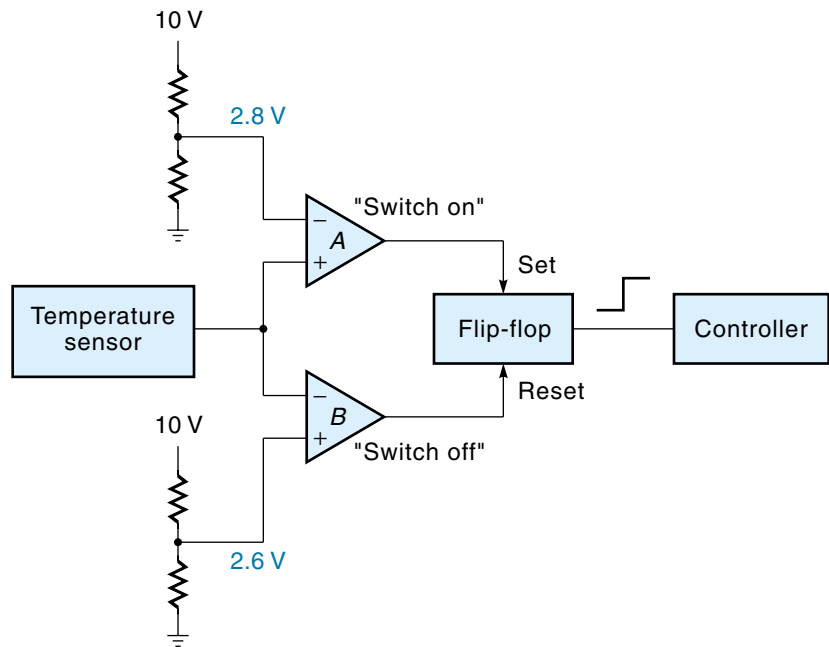 10 V
2.8 V
"Switch on"
−
A
+
Set
Temperature
sensor
Flip-flop
Controller
Reset
−
B
+
10 V
"Switch off"
2.6 V